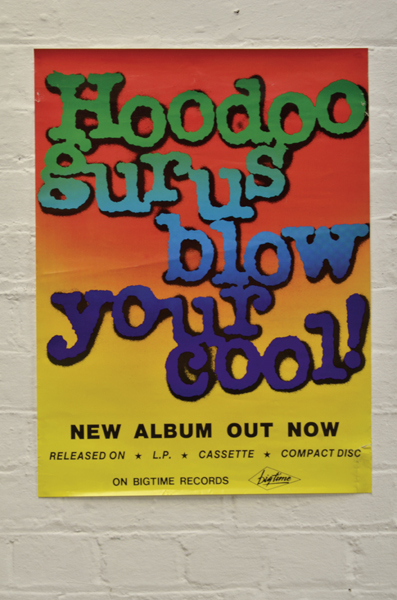 Hoodoo
gurus
blow
your
cool!
NEW ALBUM OUT NOW
RELEASED ON ★ L.P. ★ CASSETTE ★ COMPACT DISC
ON BIGTIME RECORDS bigtime